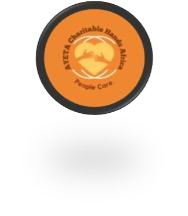 AYETA Charitable Hands Africa
People Care.